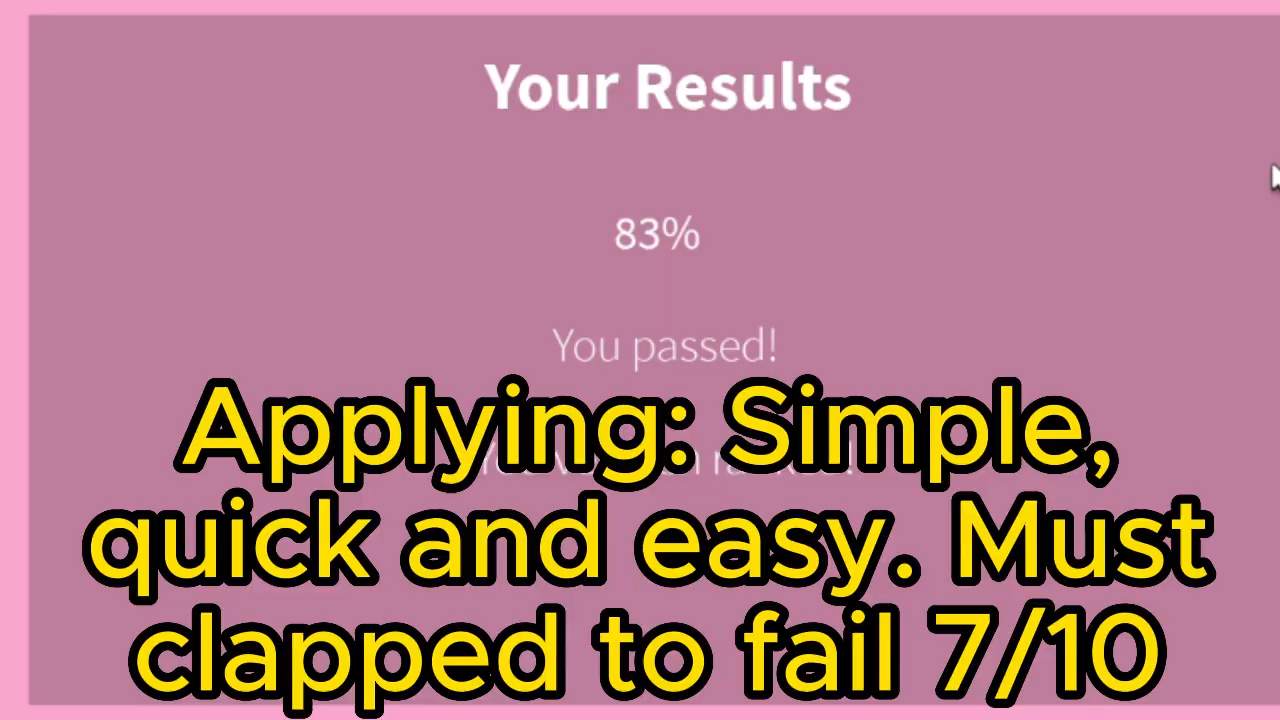 Your Results
83%
You passed!
Applying: Simple,
quick and easy. Must
clapped to fail 7/10